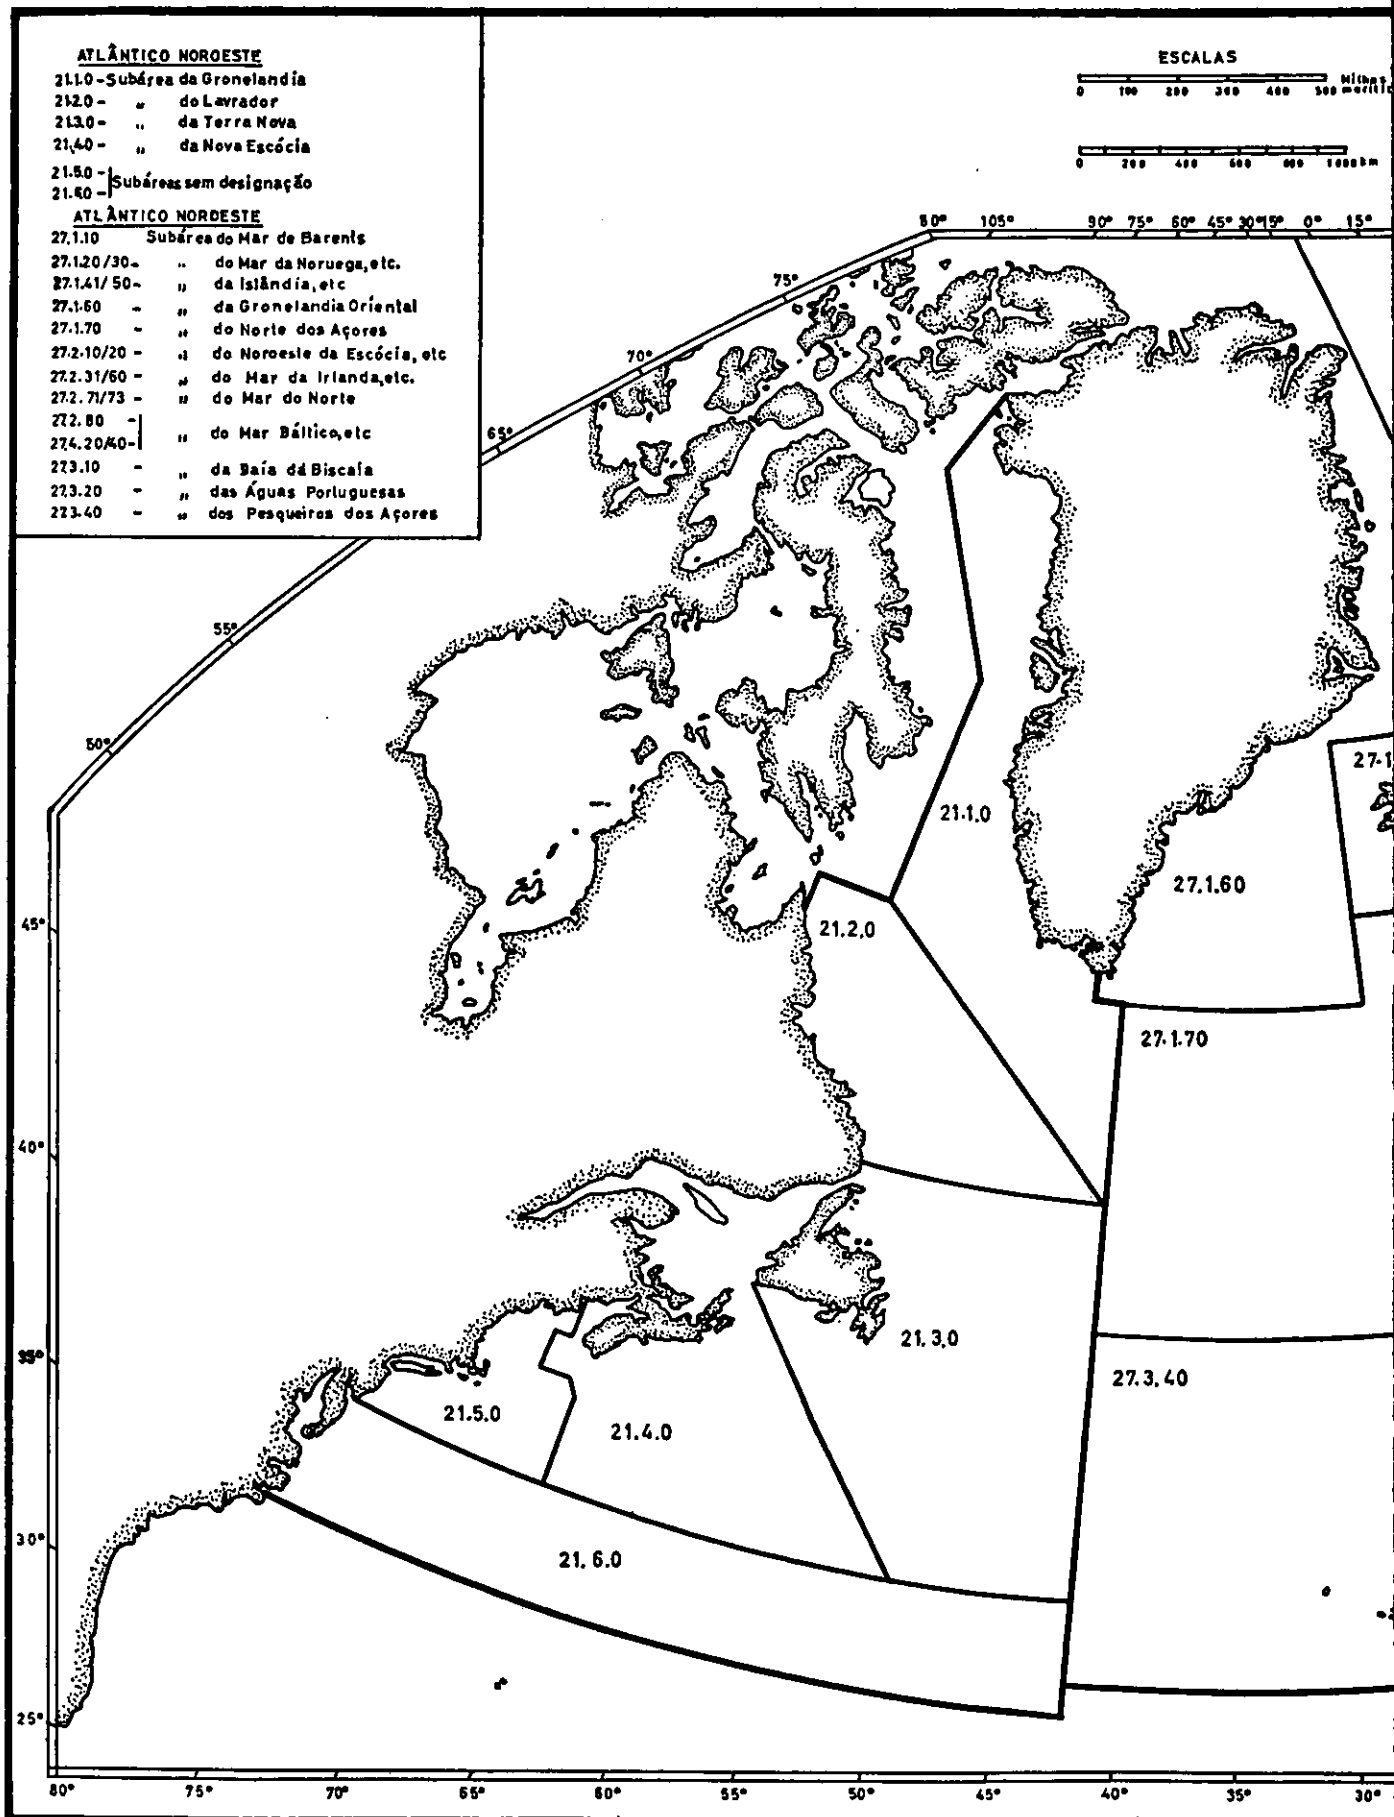 ATLÂNTICO NOROESTE
21.1.0 - Subárea da Gronelandía
21.2.0 - " do Lavrador
21.3.0 - " da Terra Nova
21.4.0 - " da Nova Escócia
21.5.0 -
21.6.0 - Subáreas sem designação
ATLÂNTICO NORDESTE
27.1.10 Subárea do Mar de Barents
27.1.20/30 - " do Mar da Noruega, etc.
27.1.41/50 - " da Islândia, etc
27.1.60 - " da Gronelandia Oriental
27.1.70 - " do Norte dos Açores
27.2.10/20 - " do Noroeste da Escócia, etc
27.2.31/60 - " do Mar da Irlanda, etc.
27.2.71/73 - " do Mar do Norte
27.2.80 -
27.4.20/40 - " do Mar Báltico, etc
27.3.10 - " da Baía da Biscaia
27.3.20 - " das Águas Portuguesas
27.3.40 - " dos Pesqueiros dos Açores
ESCALAS
0 100 200 300 400 500 Milhas
0 200 400 600 800 1000 km
80° 105° 90° 75° 60° 45° 30° 15° 0° 15°
75°
70°
65°
55°
50°
27.1
21.1.0
27.1.60
45°
21.2.0
27.1.70
40°
21.3.0
35°
27.3.40
21.5.0
21.4.0
30°
21.6.0
25°
80° 75° 70° 65° 60° 55° 50° 45° 40° 35° 30°